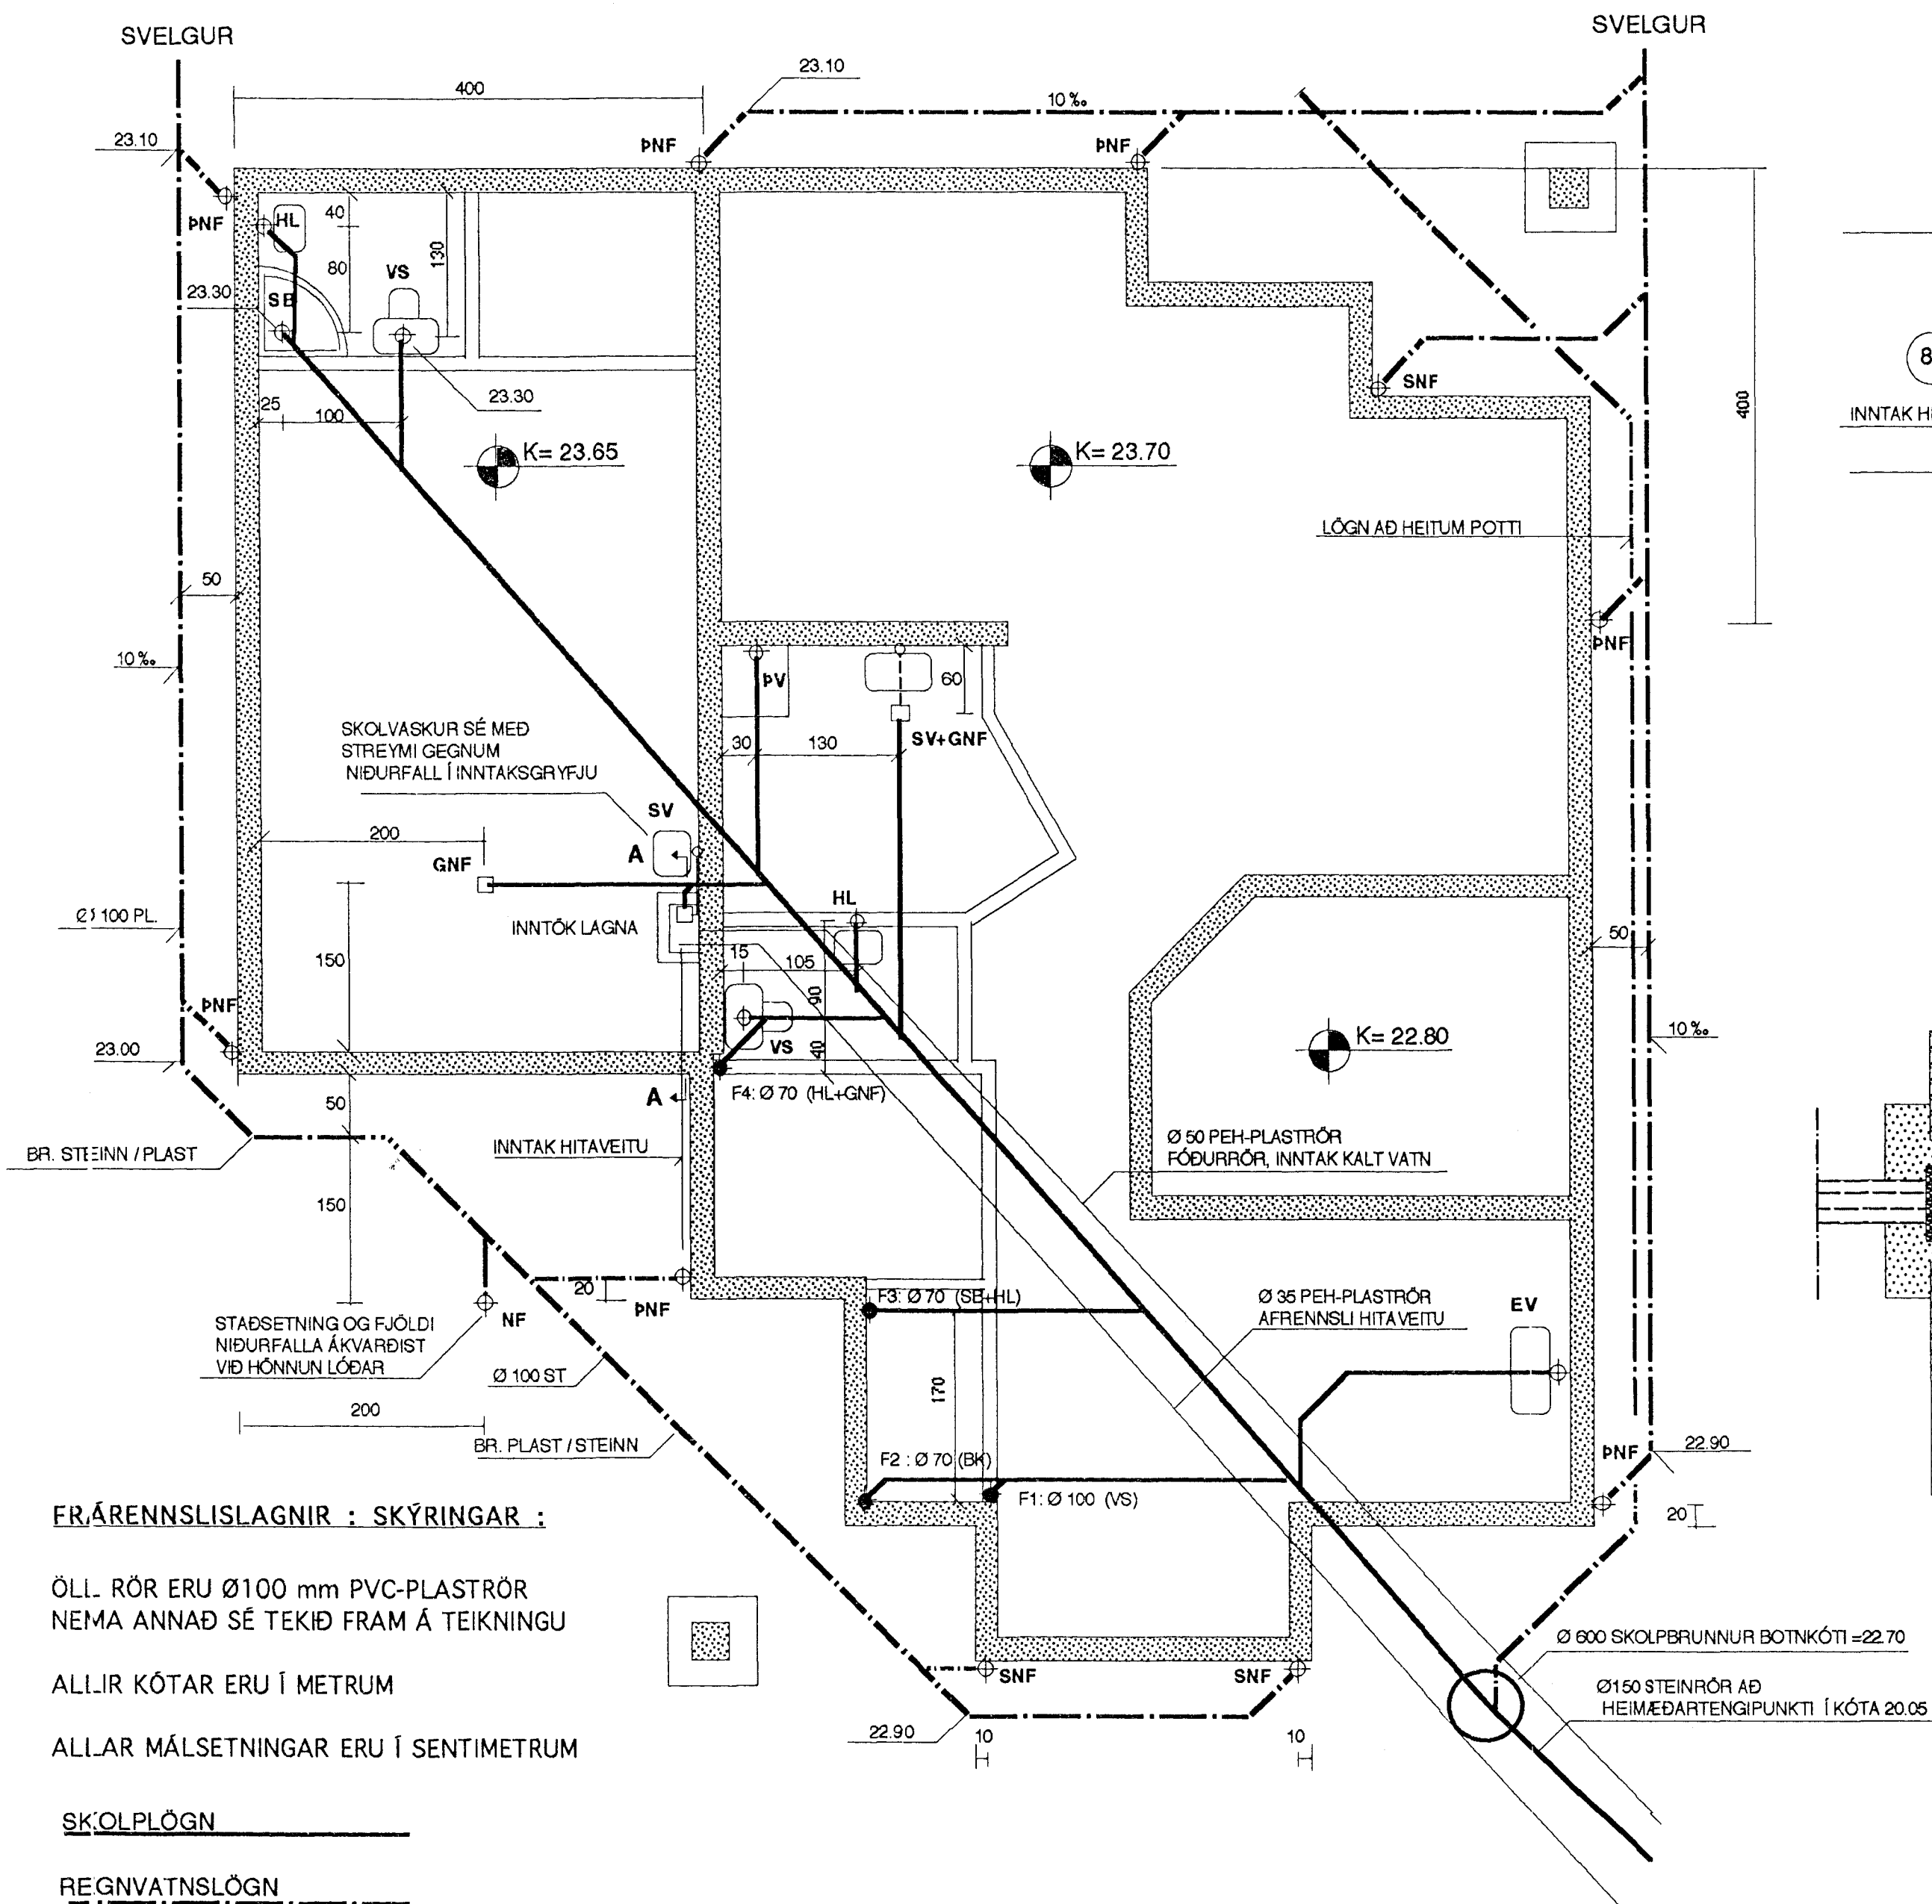 SVELGUR
SVELGUR
23.10
400
10‰
23.10
ÞNF
ÞNF
ÞNF
HL
40
130
80
VS
SB
23.30
SNF
23.30
25
100
400
8
INNTAK H
K= 23.65
K= 23.70
LÖGN AÐ HEITUM POTTI
50
ÞNF
10‰
ÞV
60
SKOLVASKUR SÉ MEÐ
STREYMI GEGNUM
NIÐURFALL Í INNTAKSGRYFJU
30
130
SV+GNF
SV
200
A
GNF
HL
Ø 100 PL.
INNTÖK LAGNA
50
150
15
105
90
ÞNF
10‰
23.00
VS
40
K= 22.80
A
F4: Ø 70 (HL+GNF)
50
BR. STEINN / PLAST
INNTAK HITAVEITU
Ø 50 PEH-PLASTRÖR
FÓÐURRÖR, INNTAK KALT VATN
150
20
ÞNF
F3: Ø 70 (SB+HL)
Ø 35 PEH-PLASTRÖR
AFRENNSLI HITAVEITU
EV
NF
STAÐSETNING OG FJÖLDI
NIÐURFALLA ÁKVARÐIST
VIÐ HÖNNUN LÓÐAR
Ø 100 ST
170
200
BR. PLAST / STEINN
F2 : Ø 70 (BK)
ÞNF
22.90
F1: Ø 100 (VS)
20
FRÁRENNSLISLAGNIR : SKÝRINGAR :
ÖLL RÖR ERU Ø100 mm PVC-PLASTRÖR
NEMA ANNAÐ SÉ TEKIÐ FRAM Á TEIKNINGU
Ø 600 SKOLPBRUNNUR BOTNKÓTI =22.70
ALLIR KÓTAR ERU Í METRUM
SNF
SNF
Ø150 STEINRÖR AÐ
HEIMÆÐARTENGIPUNKTI Í KÓTA 20.05
22.90
10
10
ALLAR MÁLSETNINGAR ERU Í SENTIMETRUM
SKOLPLÖGN
REGNVATNSLÖGN